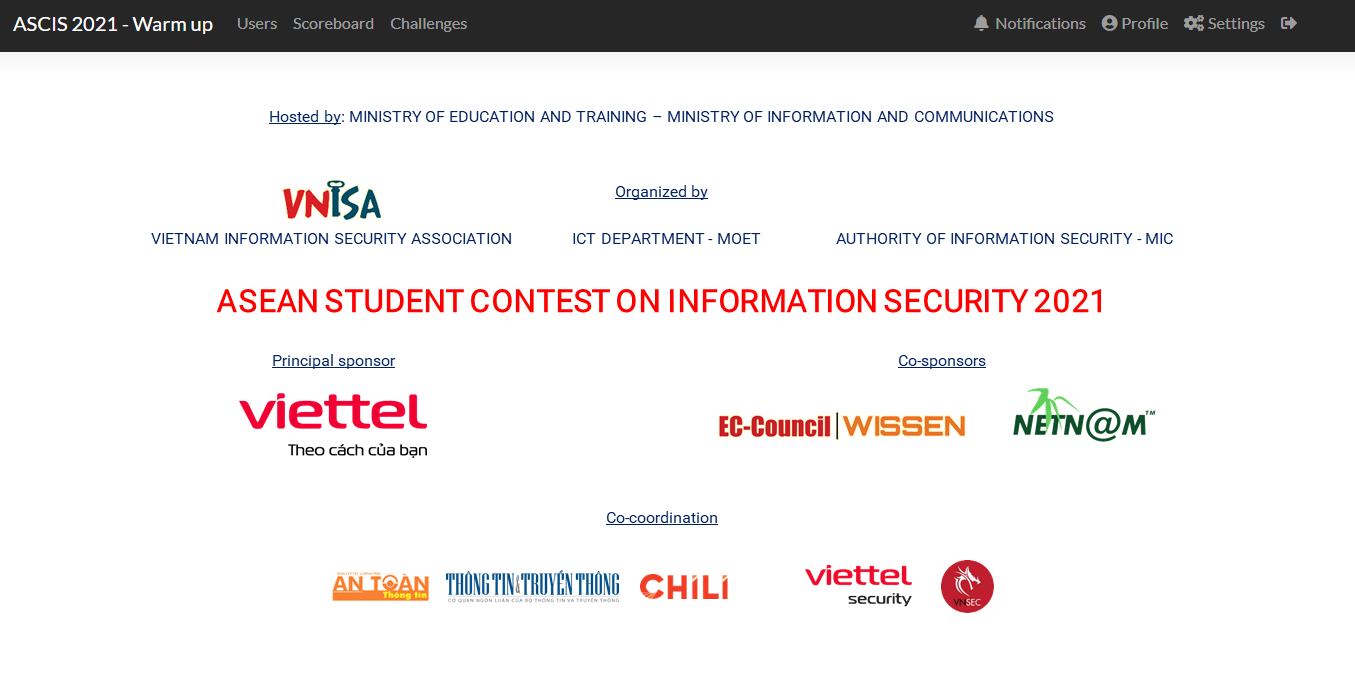 ASCIS 2021 - Warm up Users Scoreboard Challenges Notifications Profile Settings
Hosted by: MINISTRY OF EDUCATION AND TRAINING – MINISTRY OF INFORMATION AND COMMUNICATIONS
VNISA
Organized by
VIETNAM INFORMATION SECURITY ASSOCIATION ICT DEPARTMENT - MOET AUTHORITY OF INFORMATION SECURITY - MIC
ASEAN STUDENT CONTEST ON INFORMATION SECURITY 2021
Principal sponsor Co-sponsors
viettel
Theo cách của bạn
EC-Council | WISSEN
NETN@M™
Co-coordination
AN TOÀN
Thông tin
THÔNG TIN & TRUYỀN THÔNG
CƠ QUAN NGÔN LUẬN CỦA BỘ THÔNG TIN VÀ TRUYỀN THÔNG
CHILI
viettel
security
VNSEC